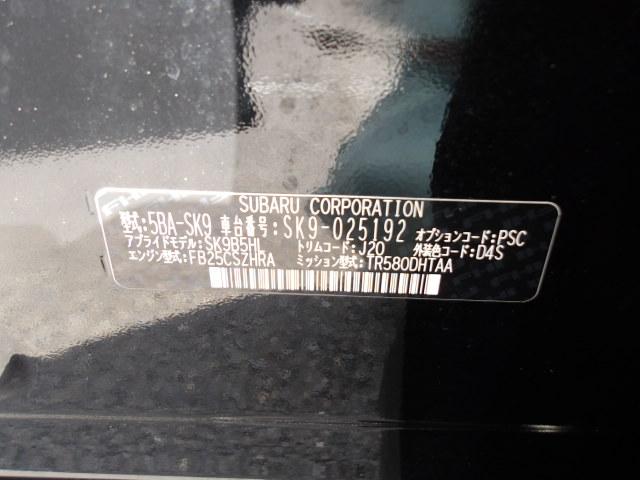 SUBARU CORPORATION
型式:5BA-SK9 車台番号:SK9-025192 オプションコード:PSC
アプライドモデル:SK9B5HL トリムコード:J20 外装色コード:D4S
エンジン型式:FB25CSZHRA ミッション型式:TR580DHTAA